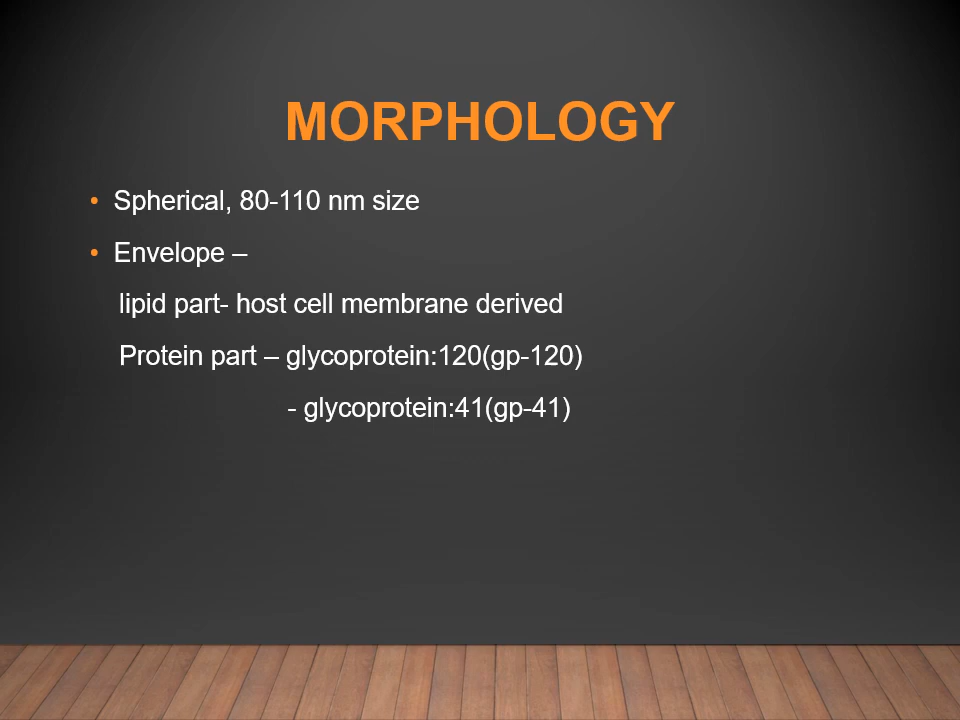 MORPHOLOGY
• Spherical, 80-110 nm size
• Envelope –
lipid part- host cell membrane derived
Protein part – glycoprotein:120(gp-120)
- glycoprotein:41(gp-41)